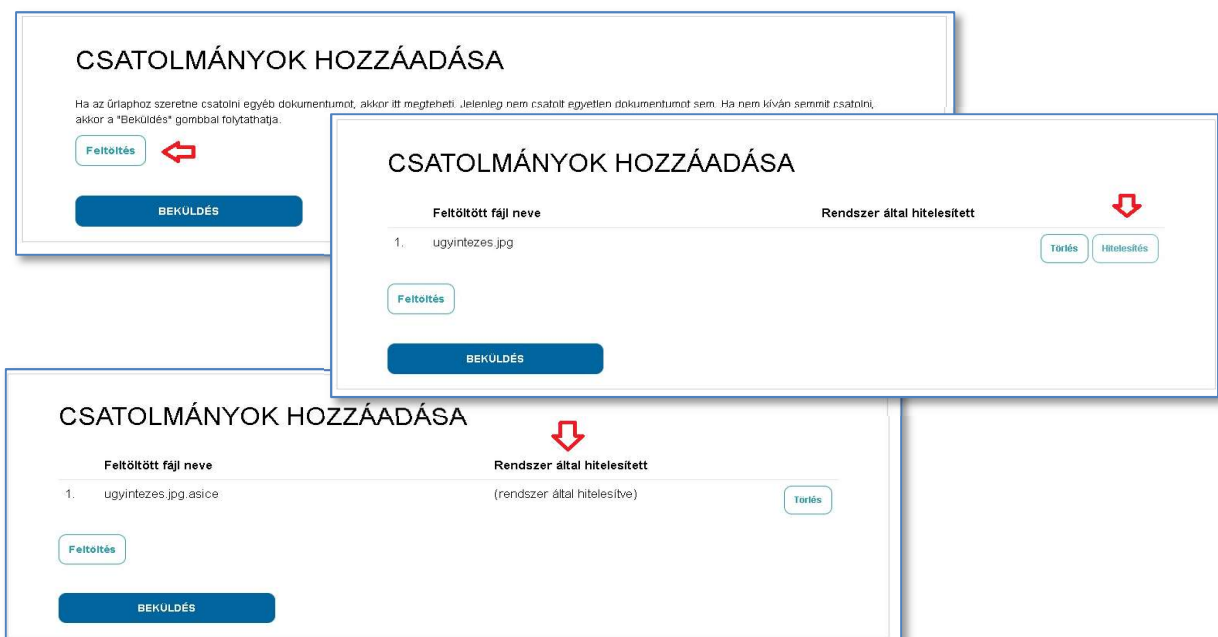 CSATOLMÁNYOK HOZZÁADÁSA
Ha az űrlaphoz szeretne csatolni egyéb dokumentumot, akkor itt megteheti. Jelenleg nem csatolt egyetlen dokumentumot sem. Ha nem kíván semmit csatolni,
akkor a "Beküldés" gombbal folytathatja.
Feltöltés
BEKÜLDÉS
CSATOLMÁNYOK HOZZÁADÁSA
Feltöltött fájl neve Rendszer által hitelesített
1. ugyintezes.jpg Törlés Hitelesítés
Feltöltés
BEKÜLDÉS
CSATOLMÁNYOK HOZZÁADÁSA
Feltöltött fájl neve Rendszer által hitelesített
1. ugyintezes.jpg.asice (rendszer által hitelesítve) Törlés
Feltöltés
BEKÜLDÉS